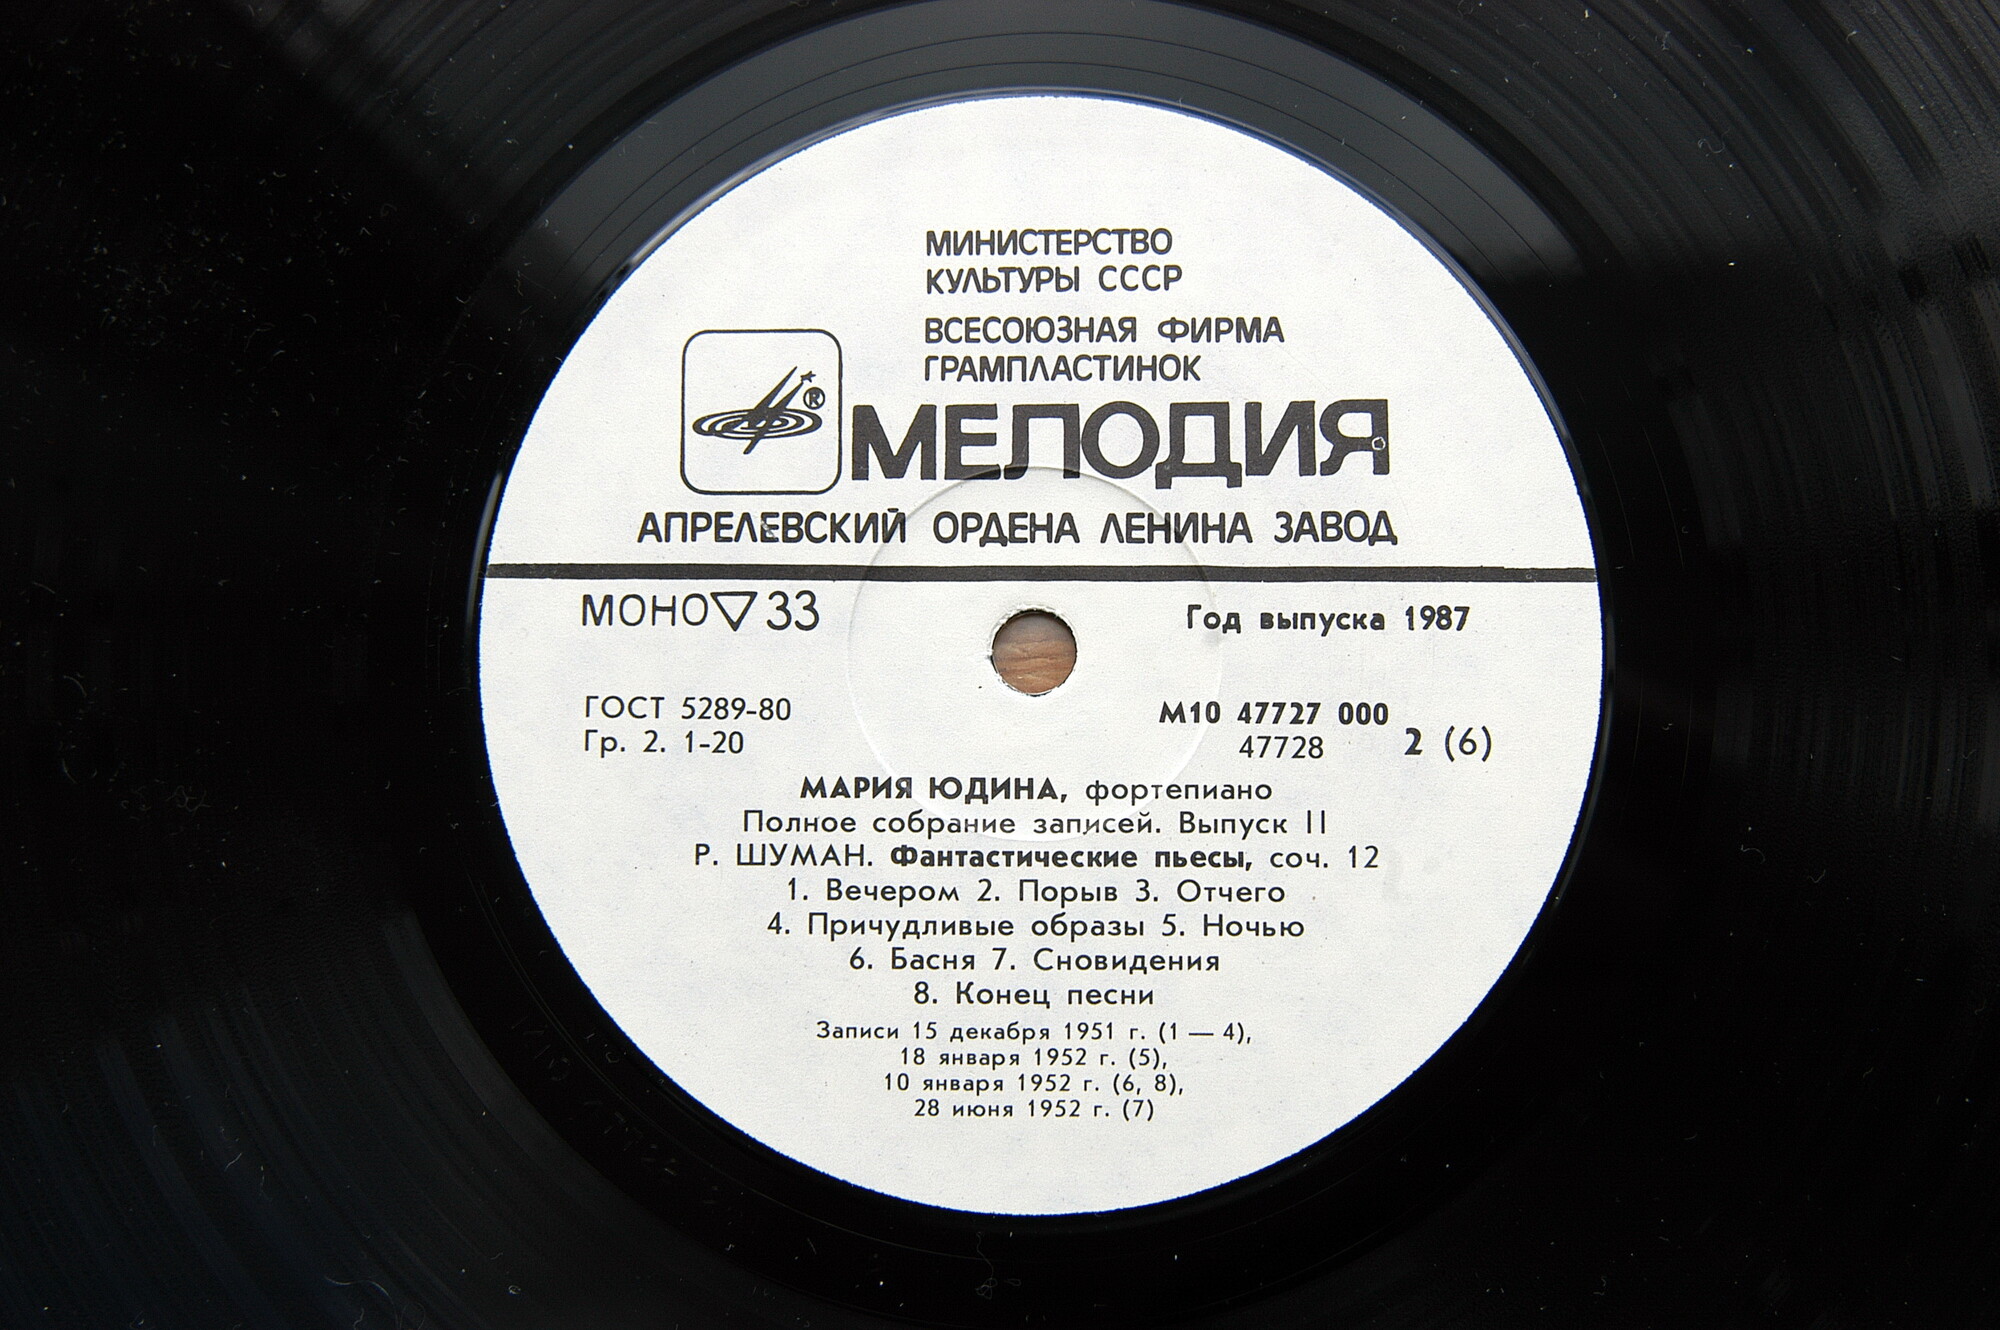 МИНИСТЕРСТВО
КУЛЬТУРЫ СССР
ВСЕСОЮЗНАЯ ФИРМА
ГРАМПЛАСТИНОК
®
МЕЛОДИЯ
АПРЕЛЕВСКИЙ ОРДЕНА ЛЕНИНА ЗАВОД
МОНО▽33
Год выпуска 1987
ГОСТ 5289-80
Гр. 2. 1-20
М10 47727 000
47728 2 (6)
МАРИЯ ЮДИНА, фортепиано
Полное собрание записей. Выпуск II
Р. ШУМАН. Фантастические пьесы, соч. 12
1. Вечером 2. Порыв 3. Отчего
4. Причудливые образы 5. Ночью
6. Басня 7. Сновидения
8. Конец песни
Записи 15 декабря 1951 г. (1 — 4),
18 января 1952 г. (5),
10 января 1952 г. (6, 8),
28 июня 1952 г. (7)